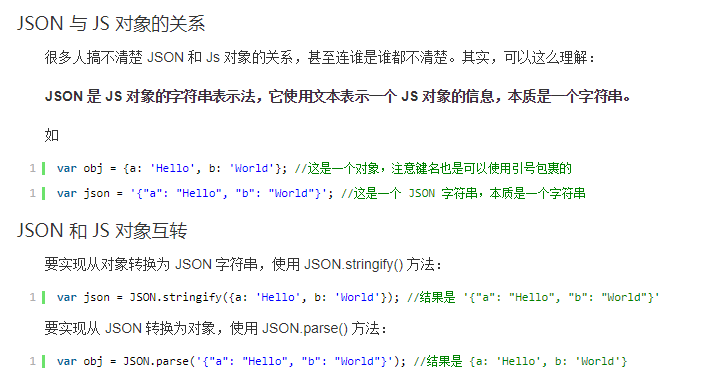 JSON 与 JS 对象的关系
很多人搞不清楚 JSON 和 Js 对象的关系，甚至连谁是谁都不清楚。其实，可以这么理解：
JSON 是 JS 对象的字符串表示法，它使用文本表示一个 JS 对象的信息，本质是一个字符串。
如
1 var obj = {a: 'Hello', b: 'World'}; //这是一个对象，注意键名也是可以使用引号包裹的
1 var json = '{"a": "Hello", "b": "World"}'; //这是一个 JSON 字符串，本质是一个字符串
JSON 和 JS 对象互转
要实现从对象转换为 JSON 字符串，使用 JSON.stringify() 方法：
1 var json = JSON.stringify({a: 'Hello', b: 'World'}); //结果是 '{"a": "Hello", "b": "World"}'
要实现从 JSON 转换为对象，使用 JSON.parse() 方法：
1 var obj = JSON.parse('{"a": "Hello", "b": "World"}'); //结果是 {a: 'Hello', b: 'World'}